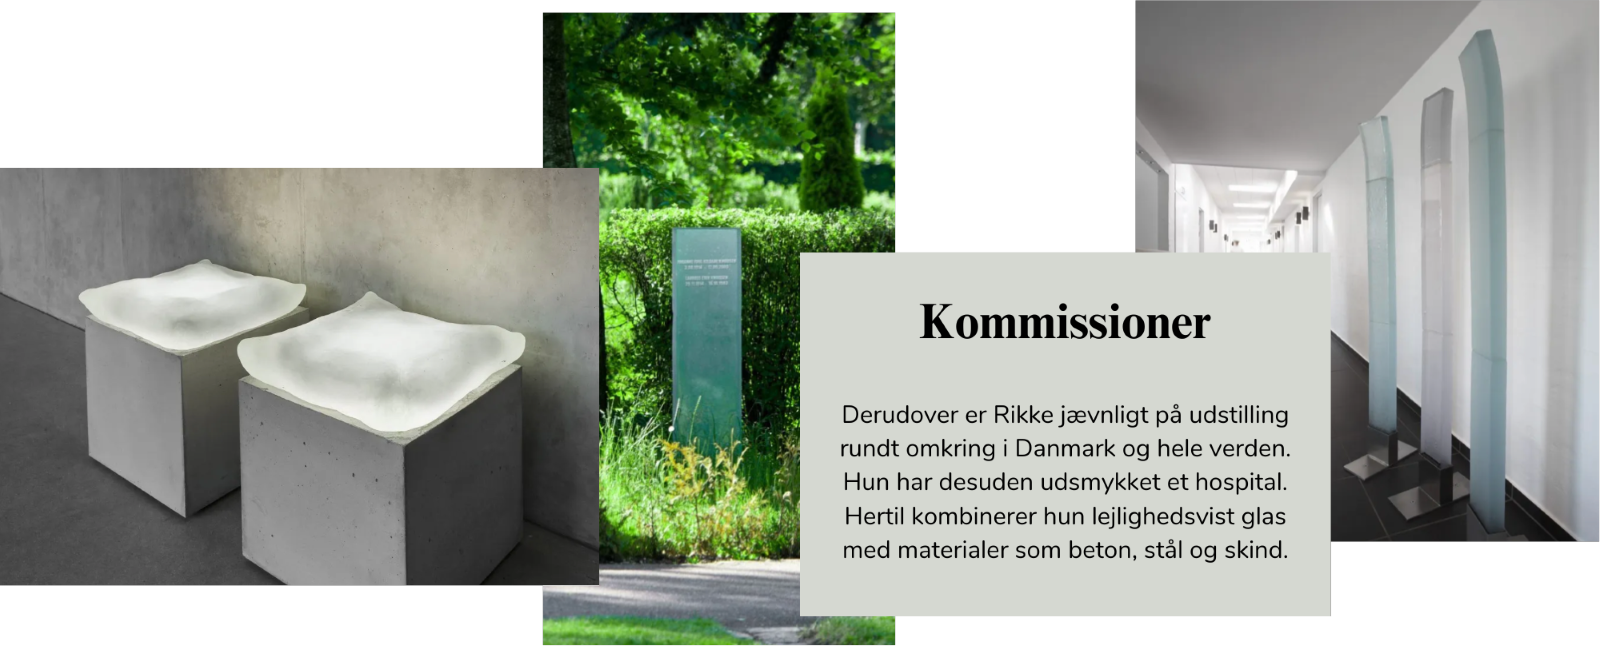 Kommissioner
Derudover er Rikke jævnligt på udstilling
rundt omkring i Danmark og hele verden.
Hun har desuden udsmykket et hospital.
Hertil kombinerer hun lejlighedsvist glas
med materialer som beton, stål og skind.